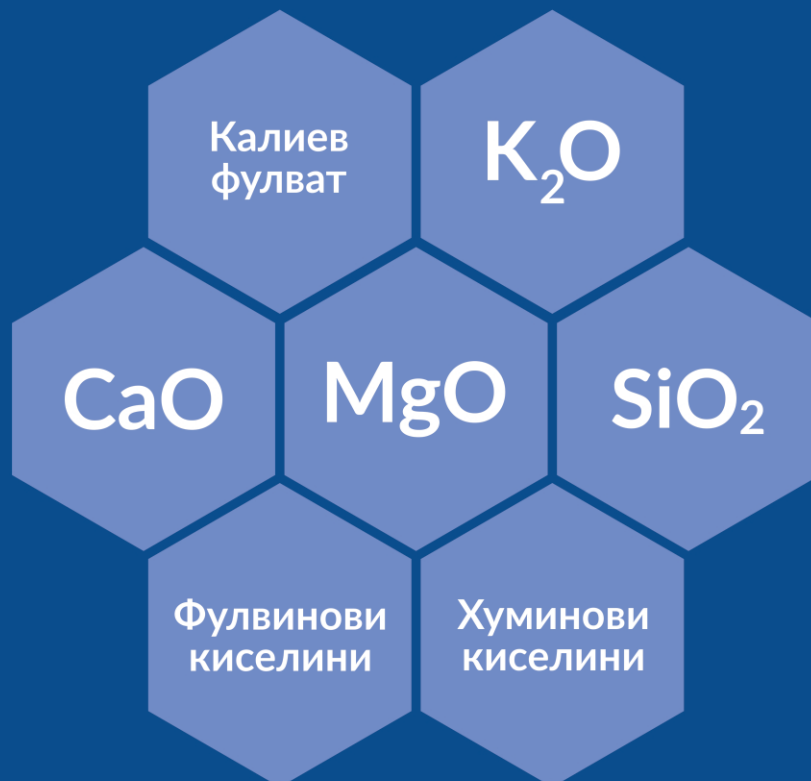 Калиев
фулват
K₂O
CaO
MgO
SiO₂
Фулвинови
киселини
Хуминови
киселини